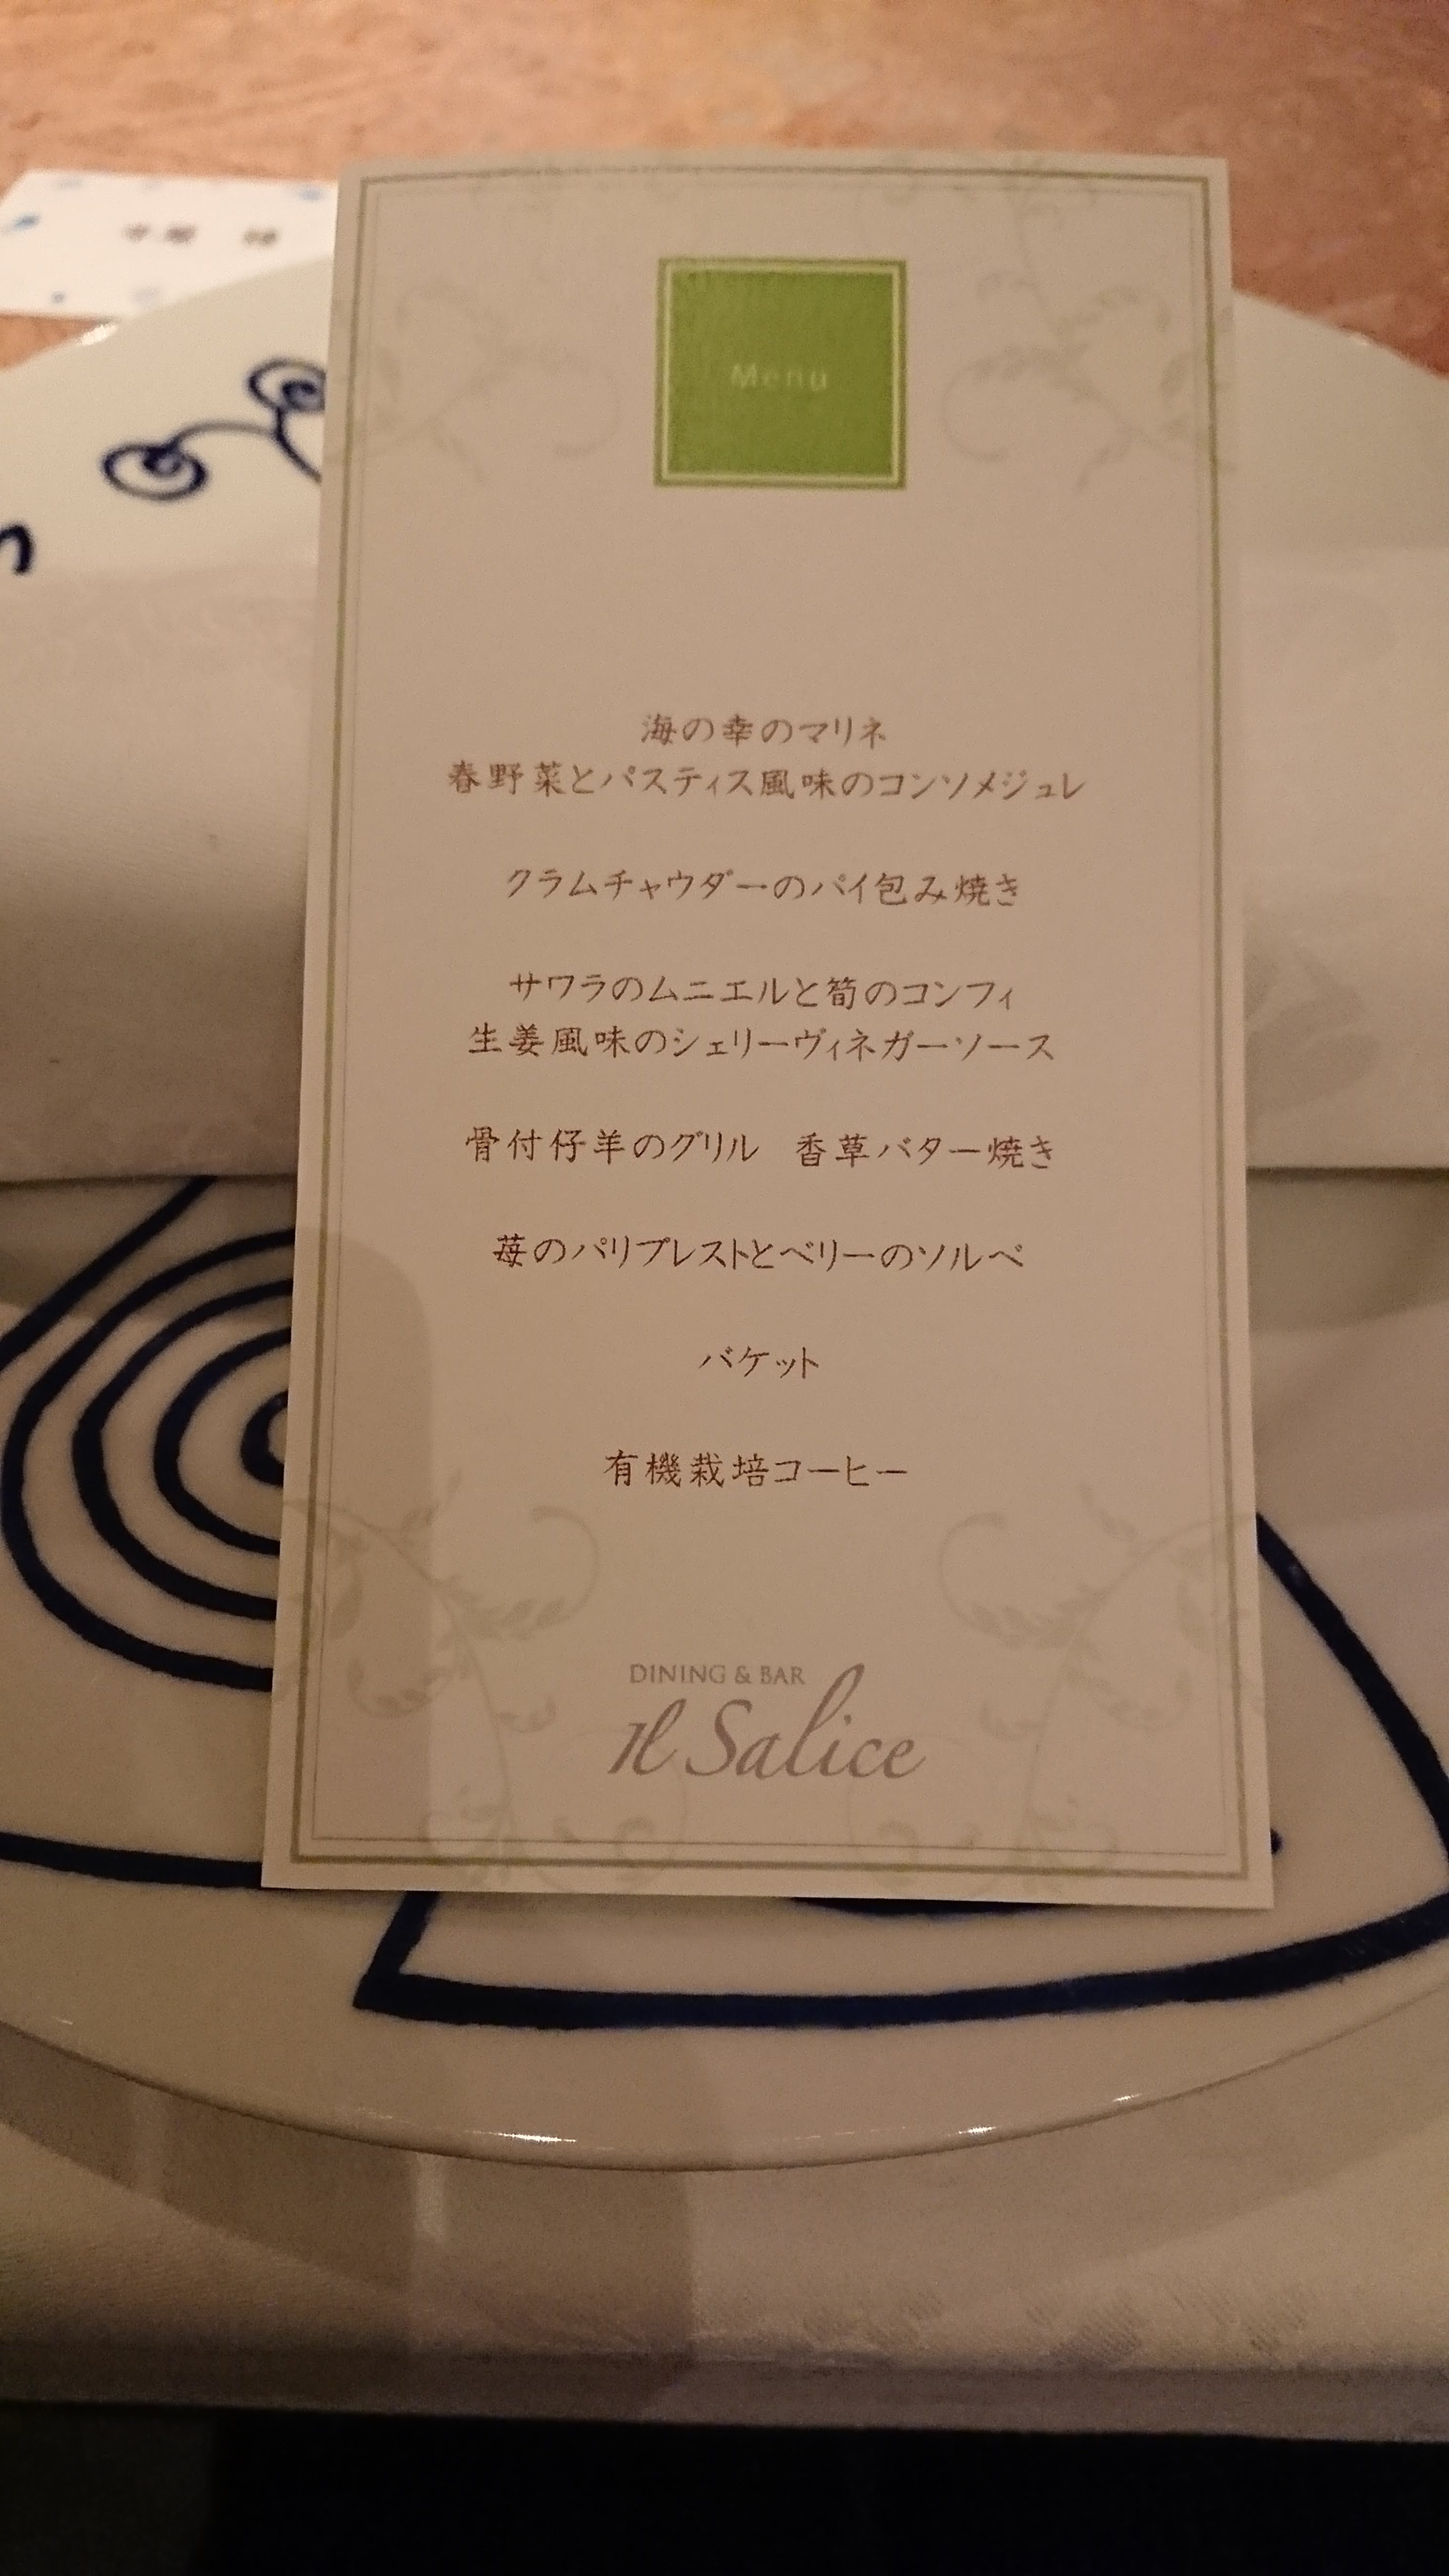 Menu
海の幸のマリネ
春野菜とパスティス風味のコンソメジュレ
クラムチャウダーのパイ包み焼き
サワラのムニエルと筍のコンフィ
生姜風味のシェリーヴィネガーソース
骨付仔羊のグリル　香草バター焼き
苺のパリブレストとベリーのソルベ
バケット
有機栽培コーヒー
DINING & BAR
Il Salice